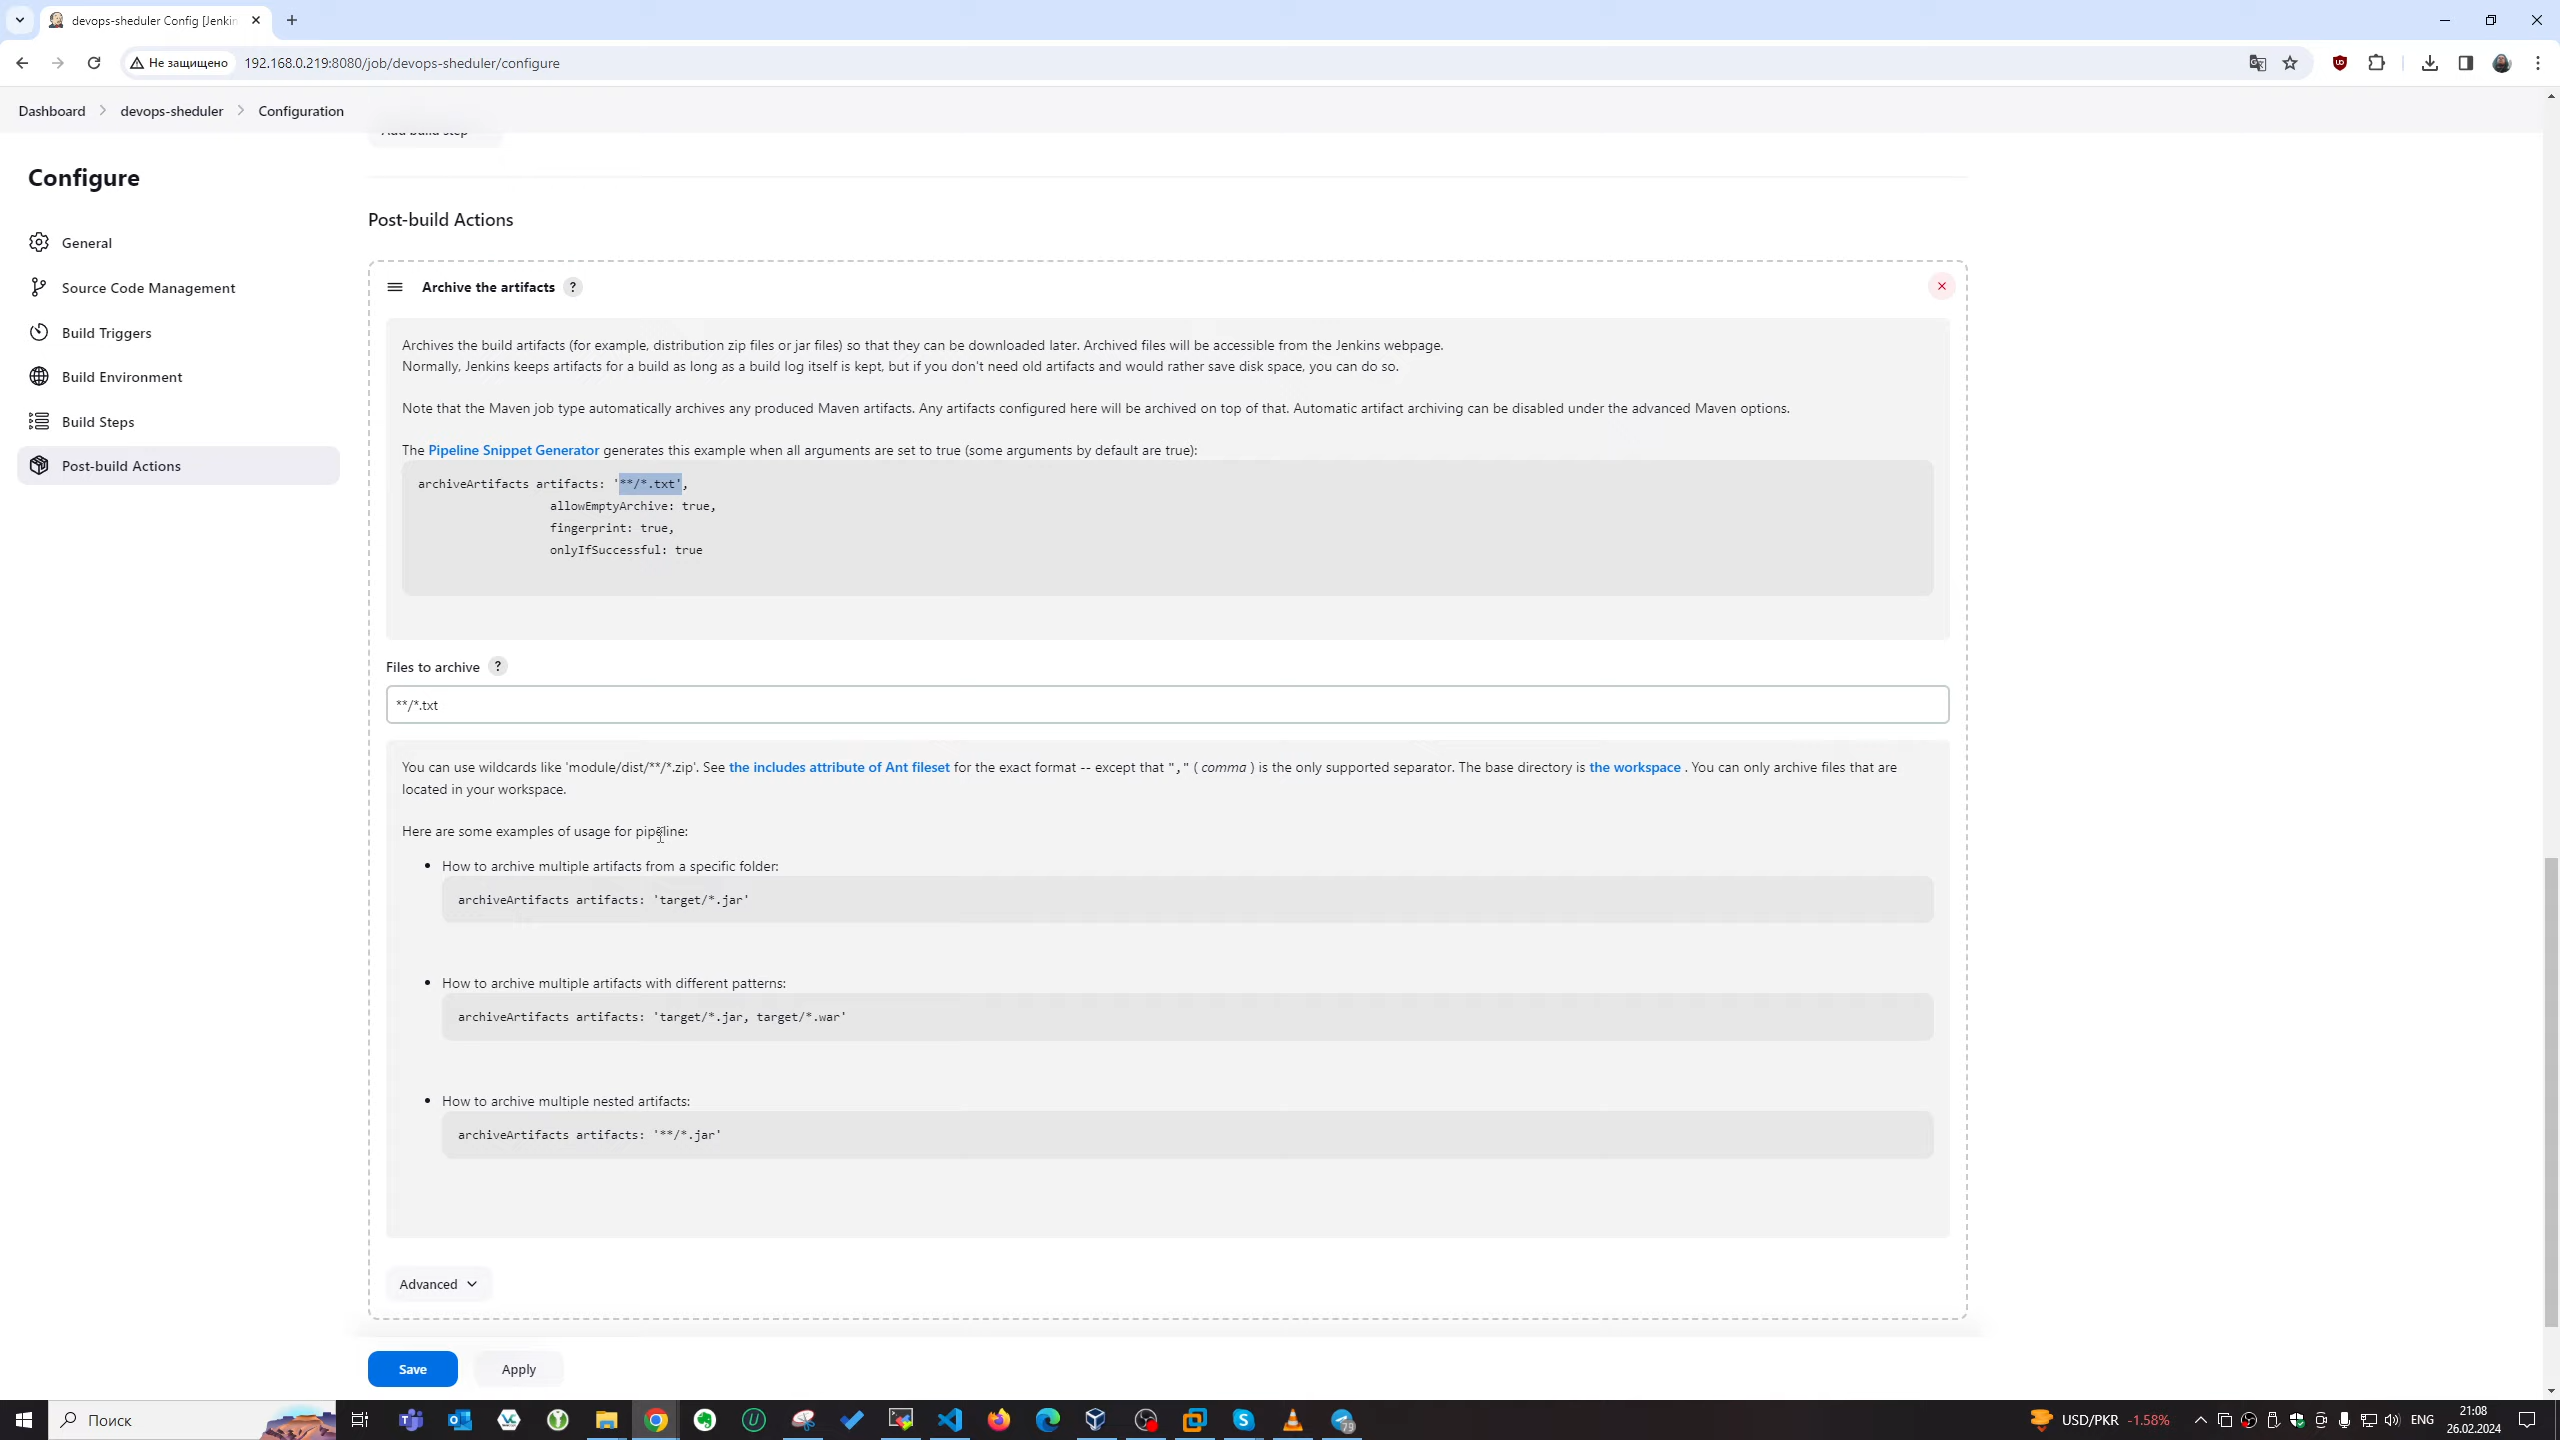 devops-sheduler Config [Jenkin
Не защищено
192.168.0.219:8080/job/devops-sheduler/configure
Dashboard
devops-sheduler
Configuration
Add build step
Configure
General
Source Code Management
Build Triggers
Build Environment
Build Steps
Post-build Actions
Post-build Actions
Archive the artifacts ?
Archives the build artifacts (for example, distribution zip files or jar files) so that they can be downloaded later. Archived files will be accessible from the Jenkins webpage.
Normally, Jenkins keeps artifacts for a build as long as a build log itself is kept, but if you don't need old artifacts and would rather save disk space, you can do so.
Note that the Maven job type automatically archives any produced Maven artifacts. Any artifacts configured here will be archived on top of that. Automatic artifact archiving can be disabled under the advanced Maven options.
The Pipeline Snippet Generator generates this example when all arguments are set to true (some arguments by default are true):
archiveArtifacts artifacts: '**/*.txt',
allowEmptyArchive: true,
fingerprint: true,
onlyIfSuccessful: true
Files to archive ?
**/*.txt
You can use wildcards like 'module/dist/**/*.zip'. See the includes attribute of Ant fileset for the exact format -- except that "," ( comma ) is the only supported separator. The base directory is the workspace . You can only archive files that are
located in your workspace.
Here are some examples of usage for pipeline:
• How to archive multiple artifacts from a specific folder:
archiveArtifacts artifacts: 'target/*.jar'
• How to archive multiple artifacts with different patterns:
archiveArtifacts artifacts: 'target/*.jar, target/*.war'
• How to archive multiple nested artifacts:
archiveArtifacts artifacts: '**/*.jar'
Advanced
Save
Apply
Поиск
USD/PKR -1.58%
ENG
21:08
26.02.2024